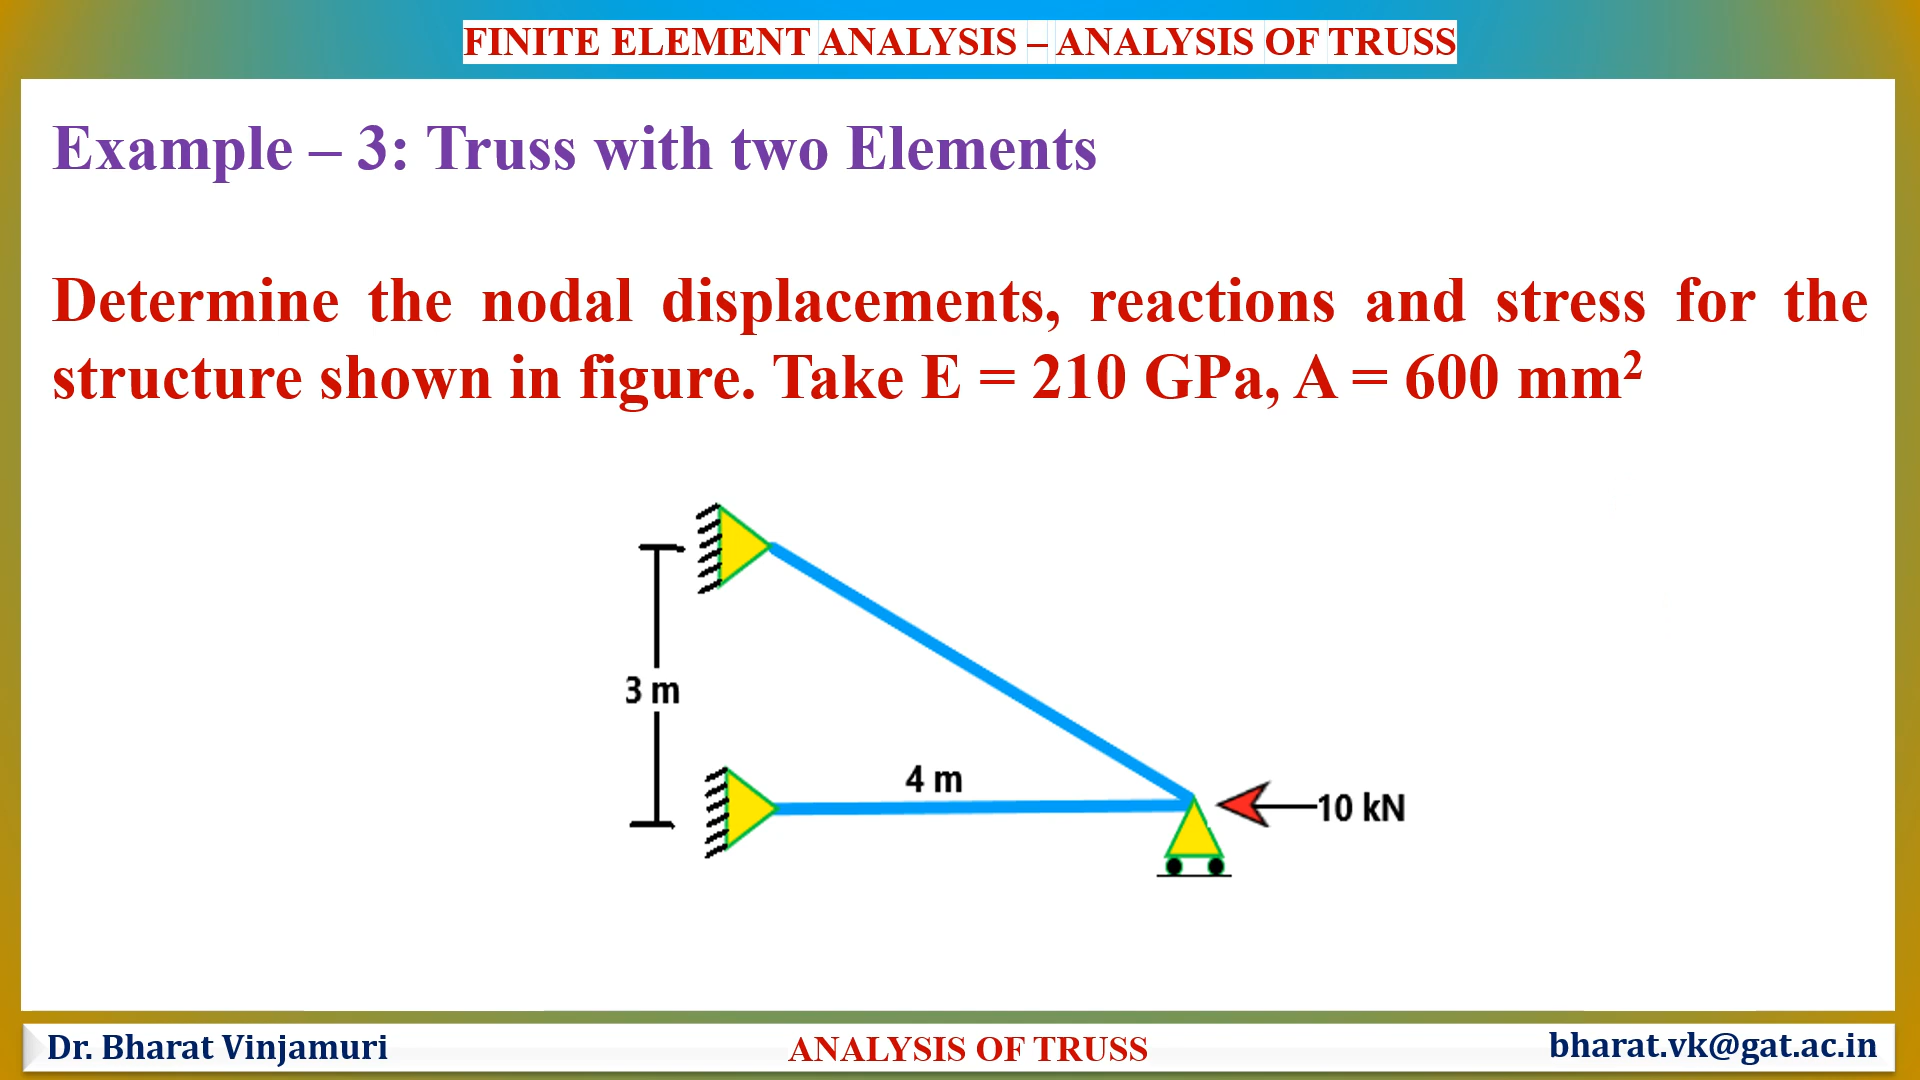 FINITE ELEMENT ANALYSIS – ANALYSIS OF TRUSS
Example – 3: Truss with two Elements
Determine the nodal displacements, reactions and stress for the
structure shown in figure. Take E = 210 GPa, A = 600 mm²
3 m
4 m
10 kN
Dr. Bharat Vinjamuri
ANALYSIS OF TRUSS
bharat.vk@gat.ac.in